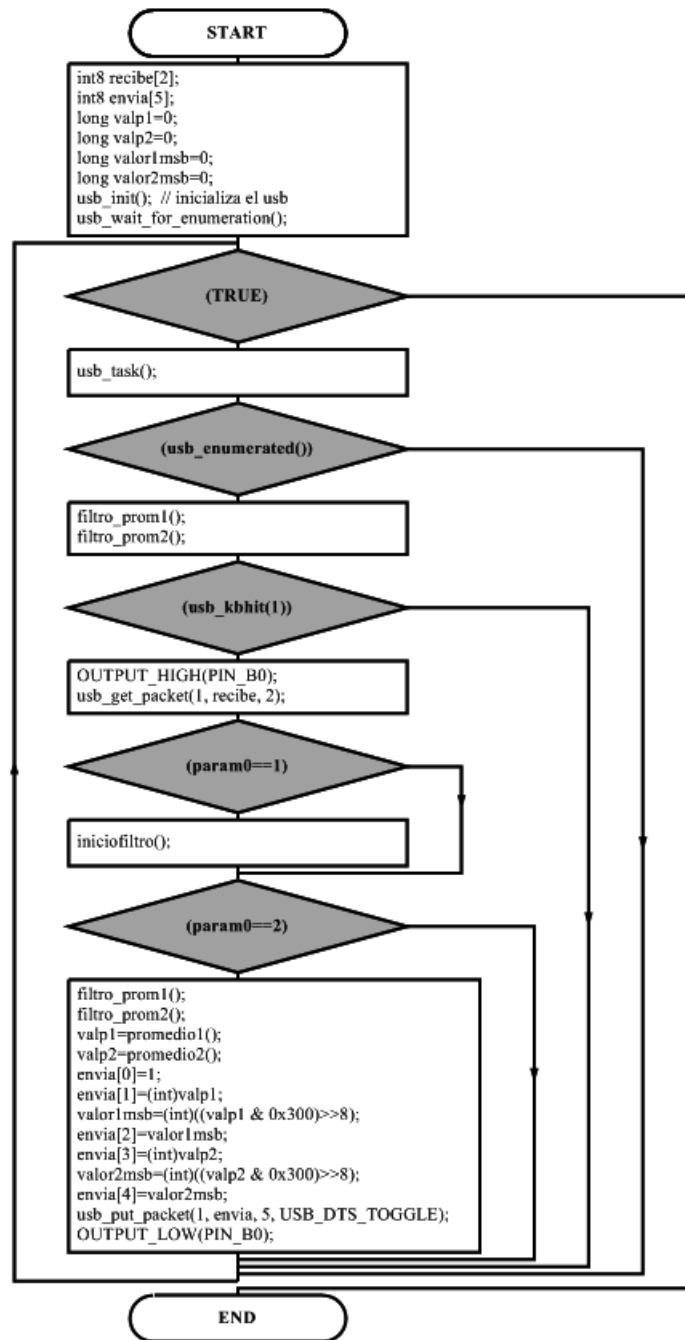 START
int8 recibe[2];
int8 envia[5];
long valp1=0;
long valp2=0;
long valor1msb=0;
long valor2msb=0;
usb_init(); // inicializa el usb
usb_wait_for_enumeration();
(TRUE)
usb_task();
(usb_enumerated())
filtro_prom1();
filtro_prom2();
(usb_kbhit(1))
OUTPUT_HIGH(PIN_B0);
usb_get_packet(1, recibe, 2);
(param0==1)
iniciofiltro();
(param0==2)
filtro_prom1();
filtro_prom2();
valp1=promedio1();
valp2=promedio2();
envia[0]=1;
envia[1]=(int)valp1;
valor1msb=(int)((valp1 & 0x300)>>8);
envia[2]=valor1msb;
envia[3]=(int)valp2;
valor2msb=(int)((valp2 & 0x300)>>8);
envia[4]=valor2msb;
usb_put_packet(1, envia, 5, USB_DTS_TOGGLE);
OUTPUT_LOW(PIN_B0);
END